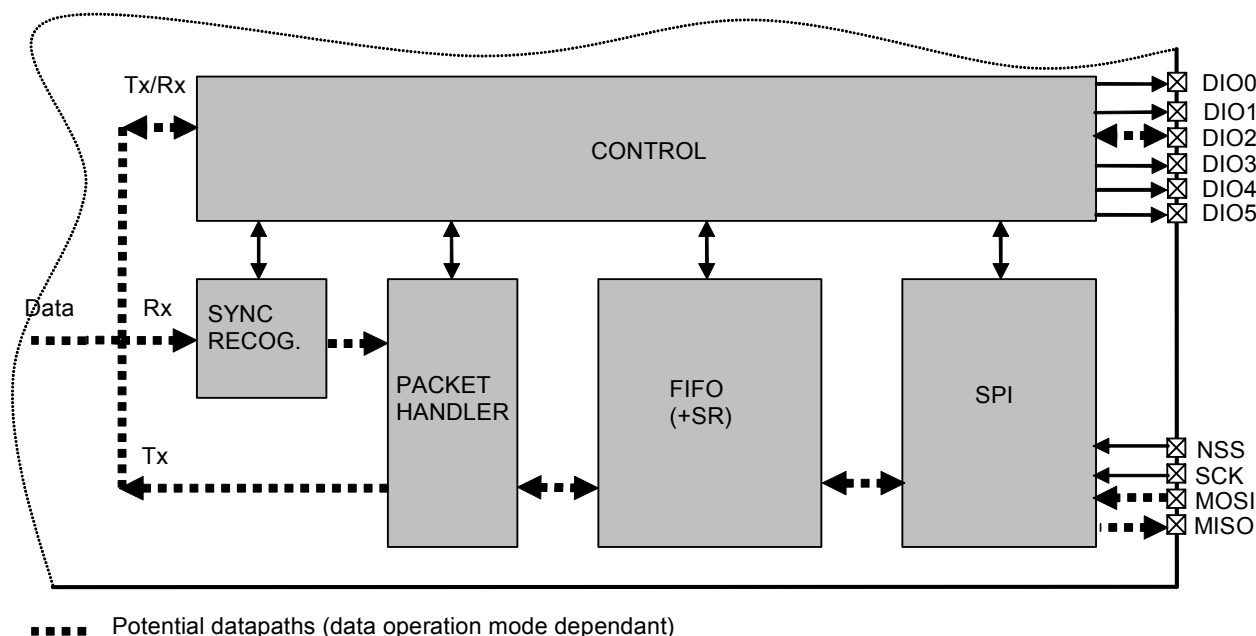 Tx/Rx
CONTROL
DIO0
DIO1
DIO2
DIO3
DIO4
DIO5
Data
Rx
SYNC
RECOG.
PACKET
HANDLER
FIFO
(+SR)
SPI
Tx
NSS
SCK
MOSI
MISO
Potential datapaths (data operation mode dependant)